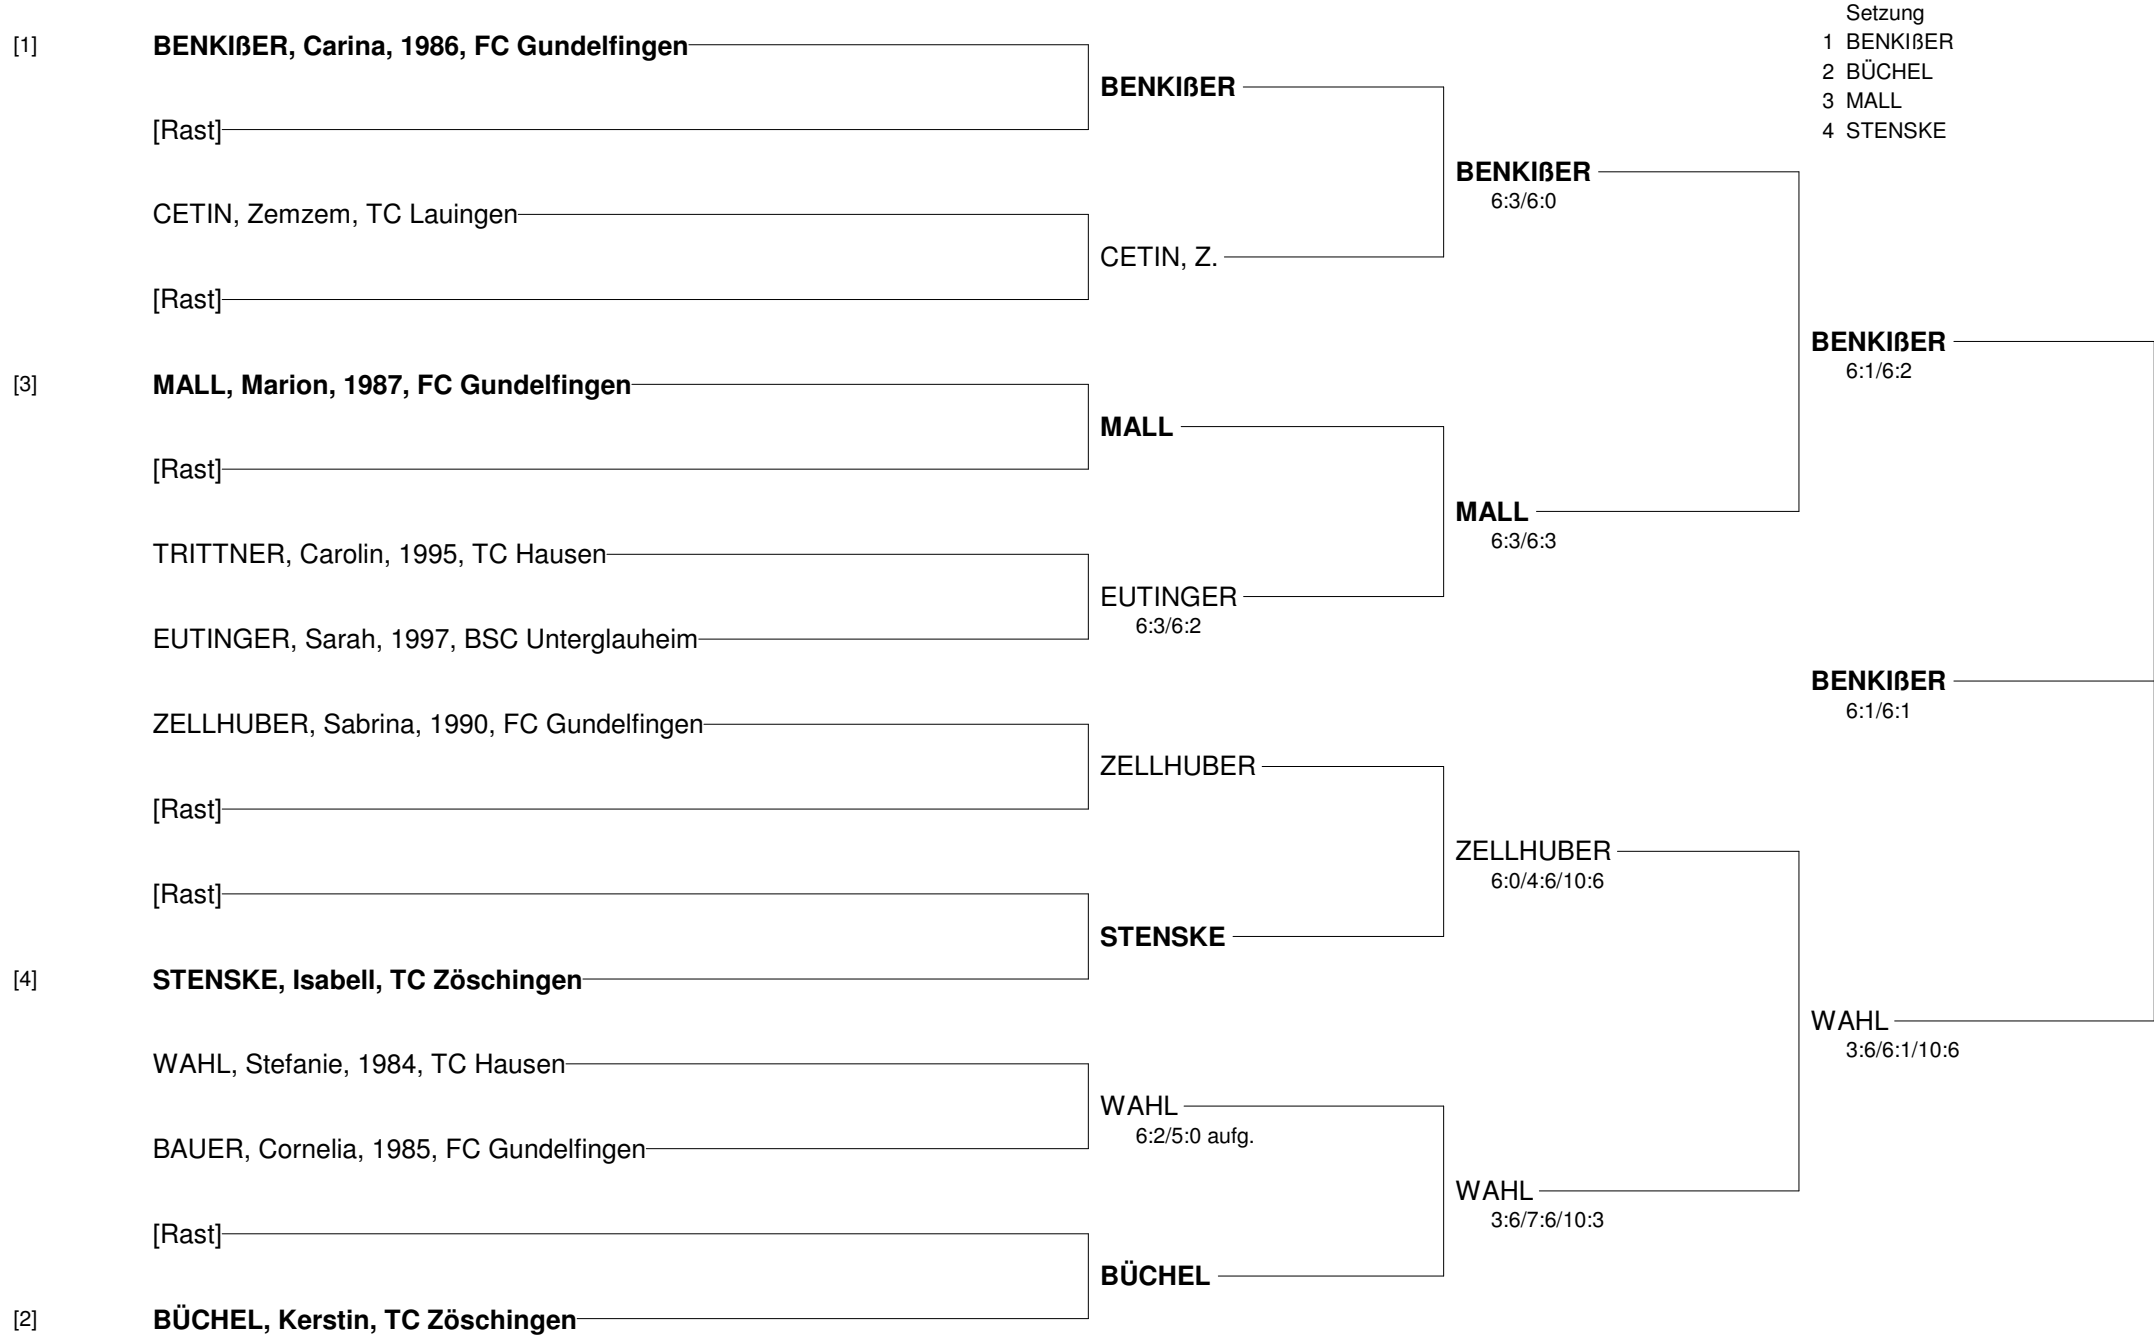 Setzung
1 BENKIßER
2 BÜCHEL
3 MALL
4 STENSKE
[1] BENKIßER, Carina, 1986, FC Gundelfingen
[Rast]
CETIN, Zemzem, TC Lauingen
[Rast]
[3] MALL, Marion, 1987, FC Gundelfingen
[Rast]
TRITTNER, Carolin, 1995, TC Hausen
EUTINGER, Sarah, 1997, BSC Unterglauheim
ZELLHUBER, Sabrina, 1990, FC Gundelfingen
[Rast]
[Rast]
[4] STENSKE, Isabell, TC Zöschingen
WAHL, Stefanie, 1984, TC Hausen
BAUER, Cornelia, 1985, FC Gundelfingen
[Rast]
[2] BÜCHEL, Kerstin, TC Zöschingen
BENKIßER
CETIN, Z.
MALL
EUTINGER
6:3/6:2
ZELLHUBER
STENSKE
WAHL
6:2/5:0 aufg.
BÜCHEL
BENKIßER
6:3/6:0
MALL
6:3/6:3
ZELLHUBER
6:0/4:6/10:6
WAHL
3:6/7:6/10:3
BENKIßER
6:1/6:2
BENKIßER
6:1/6:1
WAHL
3:6/6:1/10:6